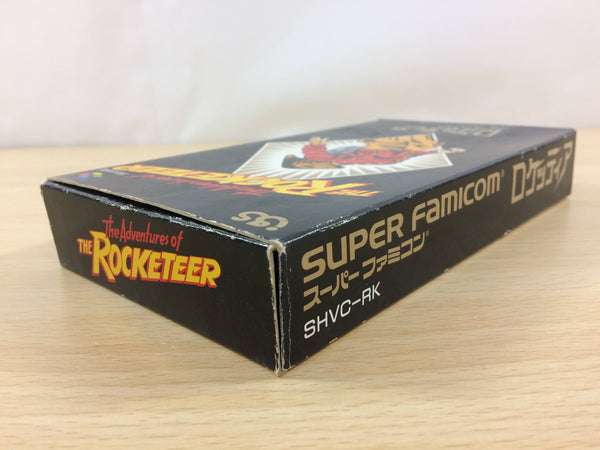 The Adventures of
THE ROCKETEER
SUPER FAMICOM®
スーパーファミコン®
SHVC-RK
ロケッティア
ROCKETEER